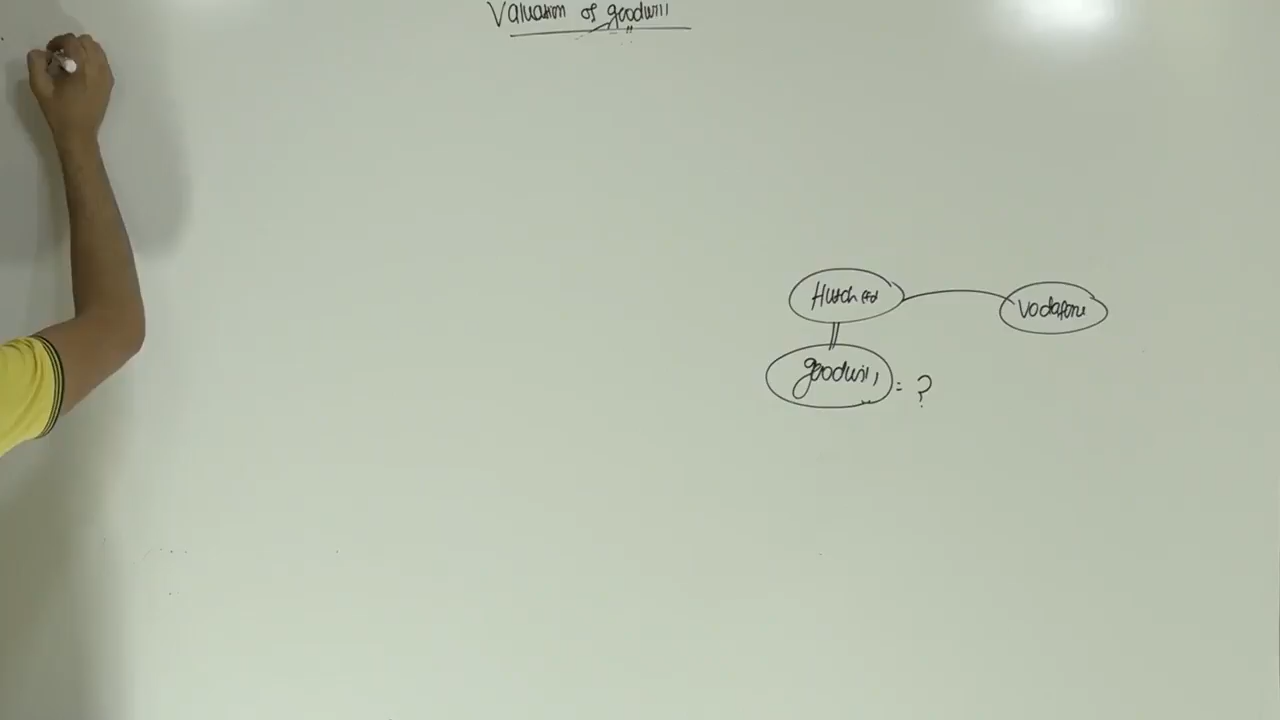 Valuation of goodwill
Hutch
Vodafone
goodwill = ?